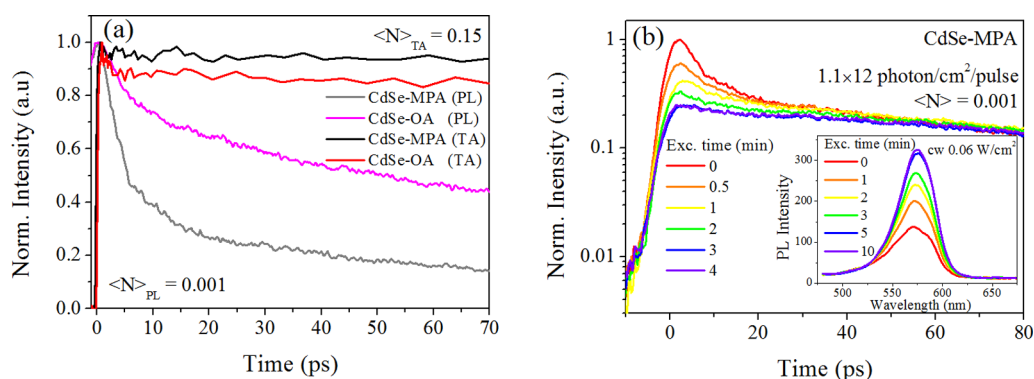 (a)
<N>TA = 0.15
CdSe-MPA (PL)
CdSe-OA (PL)
CdSe-MPA (TA)
CdSe-OA (TA)
<N>PL = 0.001
Norm. Intensity (a.u)
1.0
0.8
0.6
0.4
0.2
0.0
0 10 20 30 40 50 60 70
Time (ps)
(b)
CdSe-MPA
1.1×12 photon/cm²/pulse
<N> = 0.001
Norm. Inensity (a.u.)
1
0.1
0.01
Exc. time (min)
0
0.5
1
2
3
4
0 20 40 60 80
Time (ps)
Exc. time (min)
cw 0.06 W/cm²
0
1
2
3
5
10
PL Intensity
300
200
100
0
500 550 600 650
Wavelength (nm)